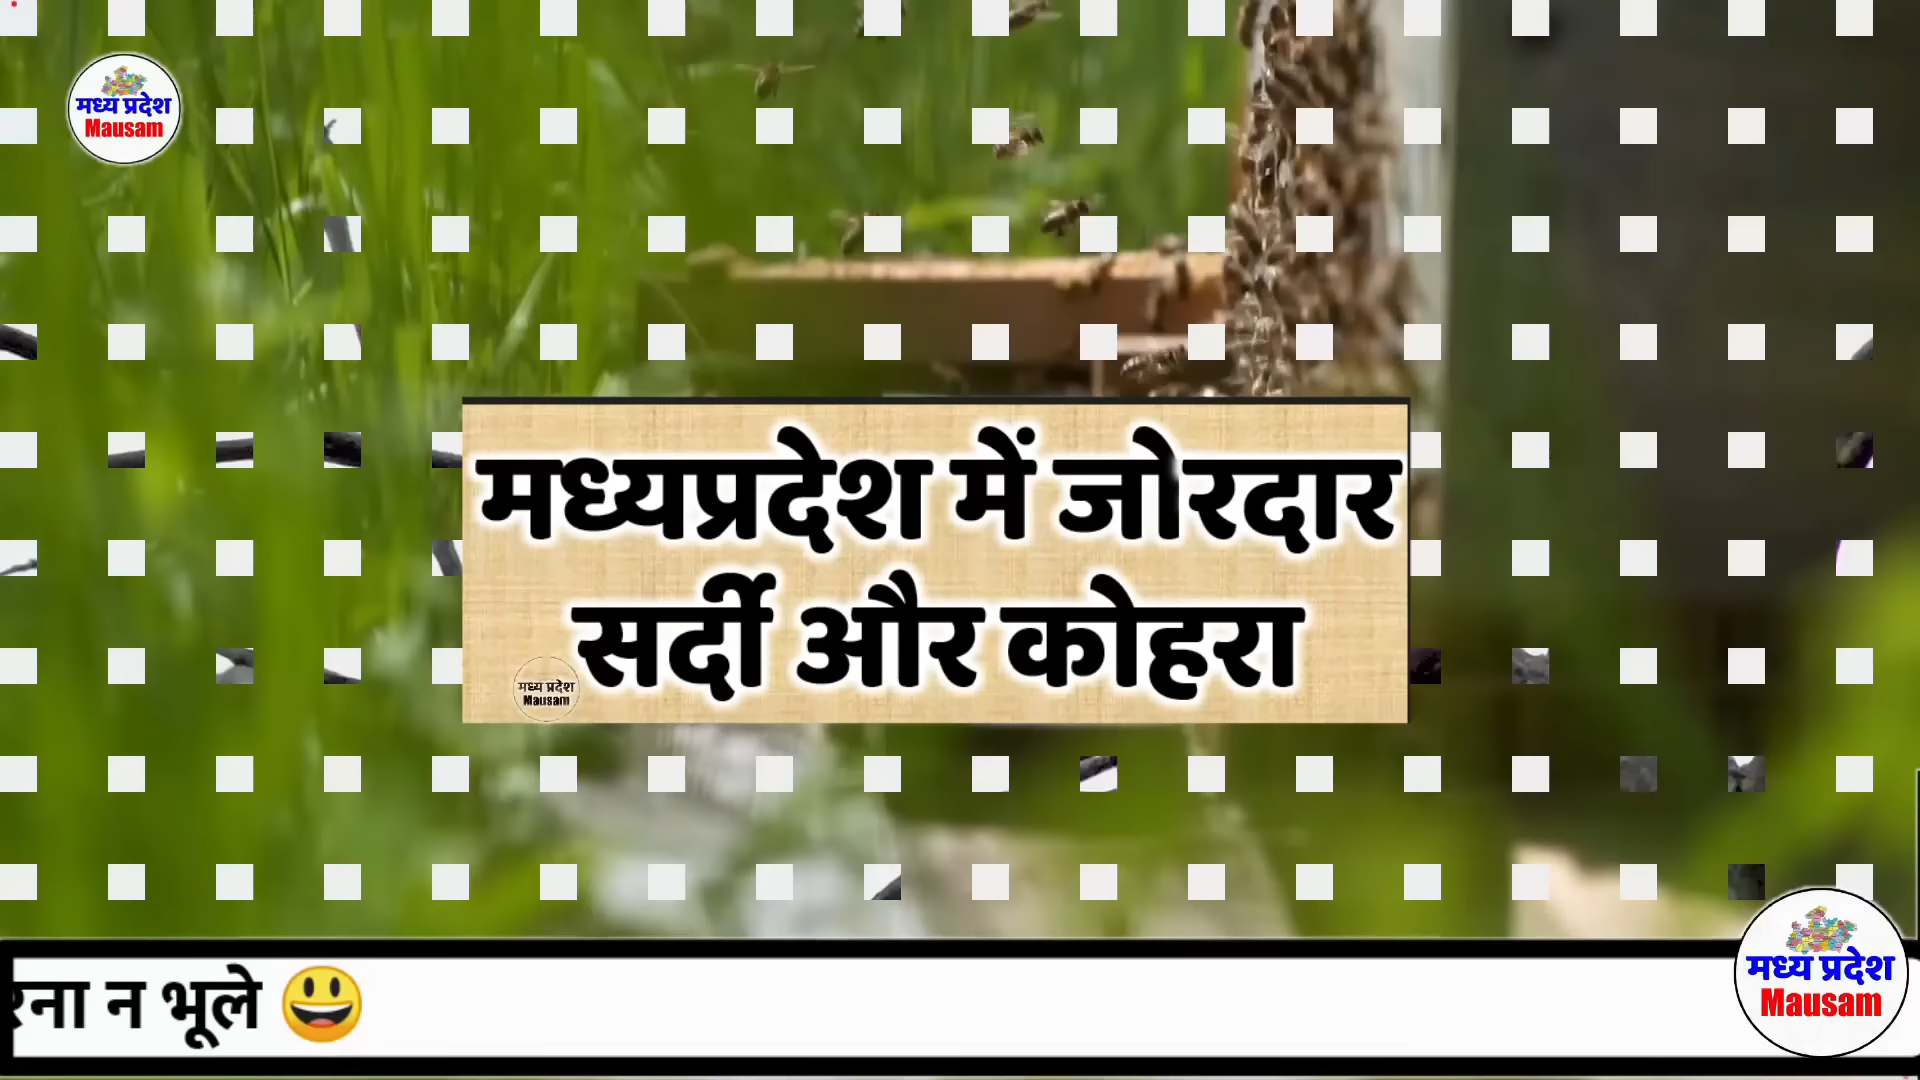 मध्य प्रदेश
Mausam
मध्यप्रदेश में जोरदार
सर्दी और कोहरा
मध्य प्रदेश
Mausam
न भूले 😃
मध्य प्रदेश
Mausam